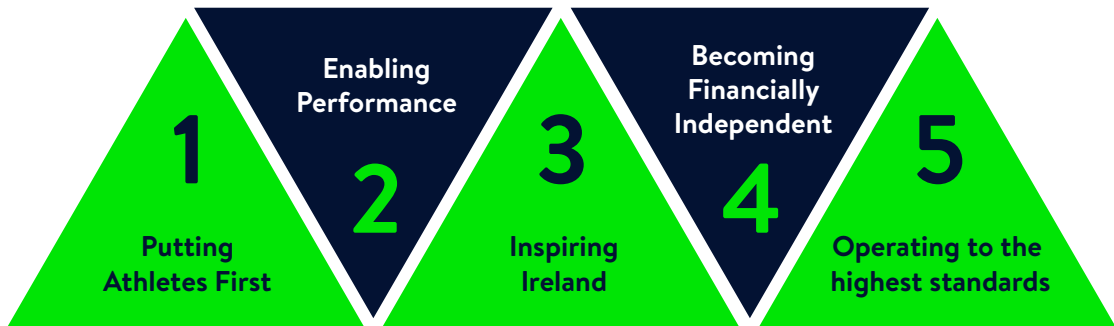 1
Putting
Athletes First
Enabling
Performance
2
3
Inspiring
Ireland
Becoming
Financially
Independent
4
5
Operating to the
highest standards